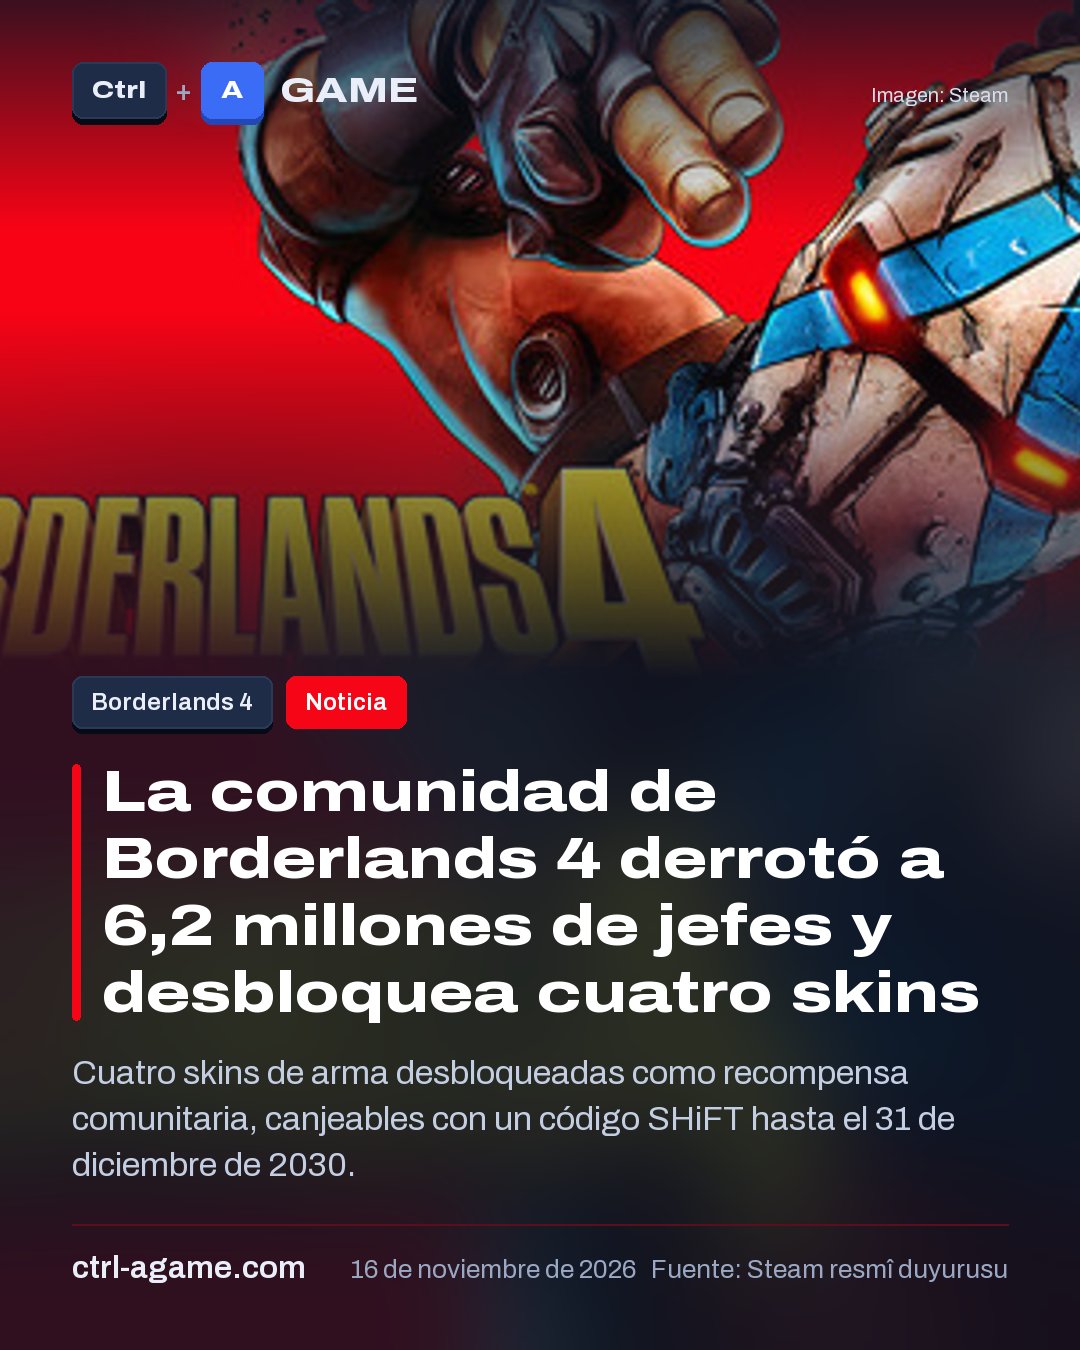 Ctrl + A GAME
Imagen: Steam
RDERLANDS 4
Borderlands 4
Noticia
La comunidad de
Borderlands 4 derrotó a
6,2 millones de jefes y
desbloquea cuatro skins
Cuatro skins de arma desbloqueadas como recompensa
comunitaria, canjeables con un código SHiFT hasta el 31 de
diciembre de 2030.
ctrl-agame.com
16 de noviembre de 2026
Fuente: Steam resmî duyurusu